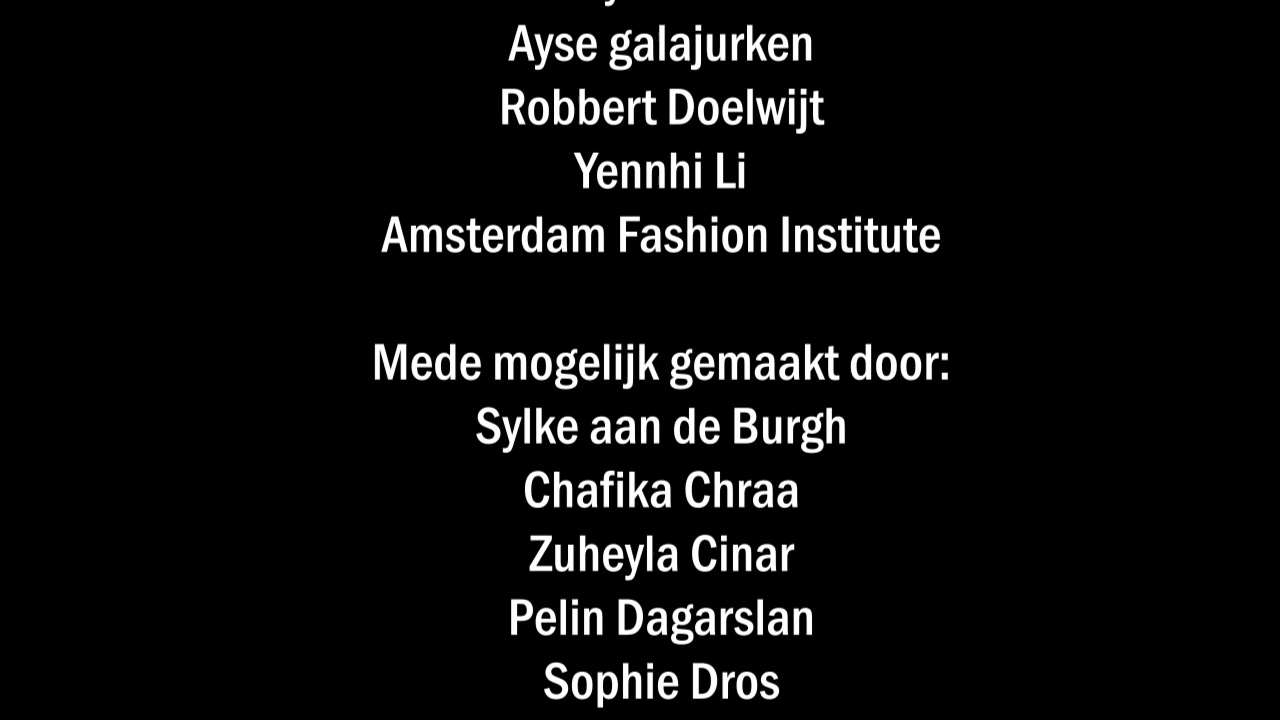 Ayse galajurken
Robbert Doelwijt
Yennhi Li
Amsterdam Fashion Institute
Mede mogelijk gemaakt door:
Sylke aan de Burgh
Chafika Chraa
Zuheyla Cinar
Pelin Dagarslan
Sophie Dros